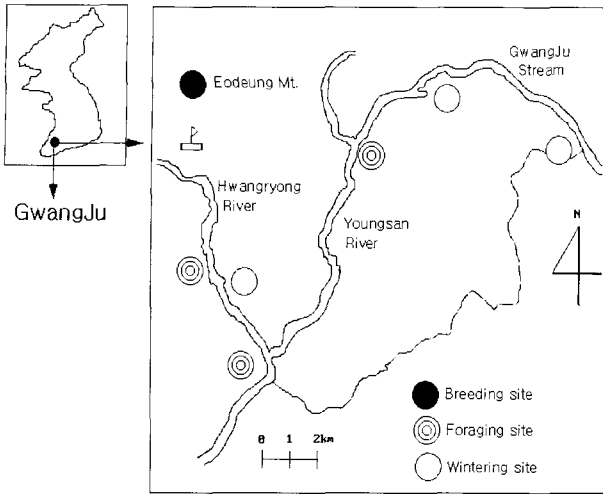 GwangJu
Stream
Eodeung Mt.
Hwangryong
River
Youngsan
River
GwangJu
N
Breeding site
Foraging site
0 1 2km
Wintering site